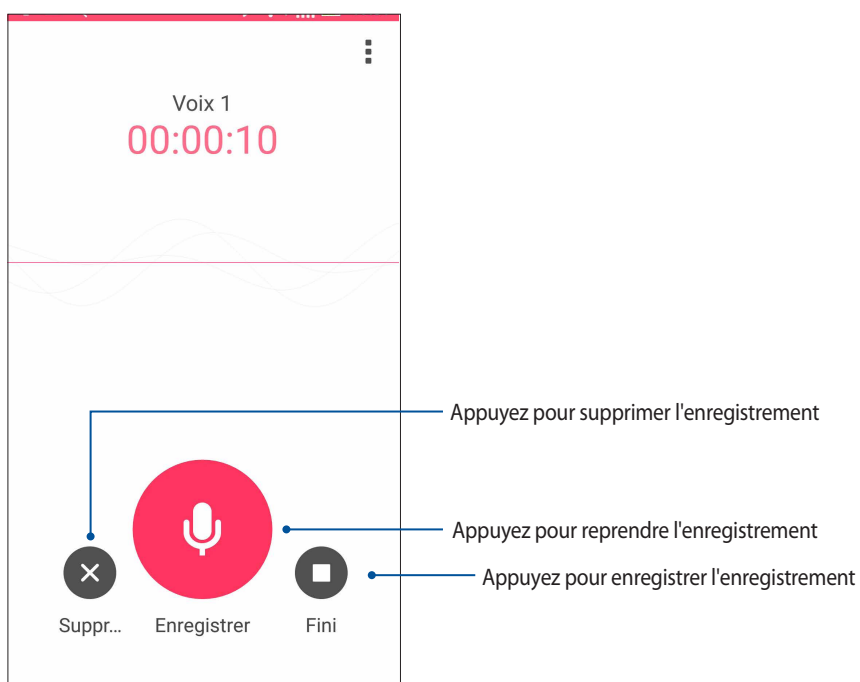 Voix 1
00:00:10
Appuyez pour supprimer l'enregistrement
Appuyez pour reprendre l'enregistrement
Appuyez pour enregistrer l'enregistrement
Suppr... Enregistrer Fini